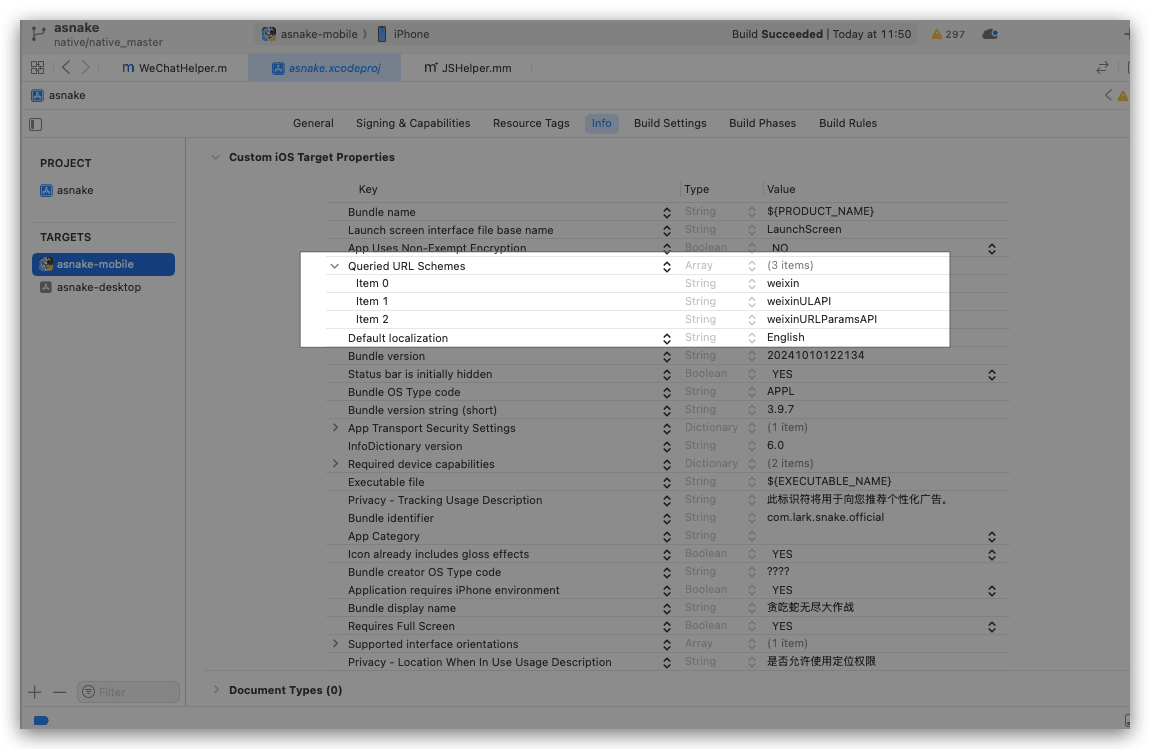 asnake
native/native_master
asnake-mobile 〉 iPhone
Build Succeeded | Today at 11:50
297
WeChatHelper.m
asnake.xcodeproj
JSHelper.mm
asnake
General Signing & Capabilities Resource Tags Info Build Settings Build Phases Build Rules
PROJECT
asnake
TARGETS
asnake-mobile
asnake-desktop
Custom iOS Target Properties
Key Type Value
Bundle name String ${PRODUCT_NAME}
Launch screen interface file base name String LaunchScreen
App Uses Non-Exempt Encryption Boolean NO
Queried URL Schemes Array (3 items)
Item 0 String weixin
Item 1 String weixinULAPI
Item 2 String weixinURLParamsAPI
Default localization String English
Bundle version String 20241010122134
Status bar is initially hidden Boolean YES
Bundle OS Type code String APPL
Bundle version string (short) String 3.9.7
App Transport Security Settings Dictionary (1 item)
InfoDictionary version String 6.0
Required device capabilities Dictionary (2 items)
Executable file String ${EXECUTABLE_NAME}
Privacy - Tracking Usage Description String 此标识符将用于向您推荐个性化广告。
Bundle identifier String com.lark.snake.official
App Category String
Icon already includes gloss effects Boolean YES
Bundle creator OS Type code String ????
Application requires iPhone environment Boolean YES
Bundle display name String 贪吃蛇无尽大作战
Requires Full Screen Boolean YES
Supported interface orientations Array (1 item)
Privacy - Location When In Use Usage Description String 是否允许使用定位权限
Document Types (0)
Filter